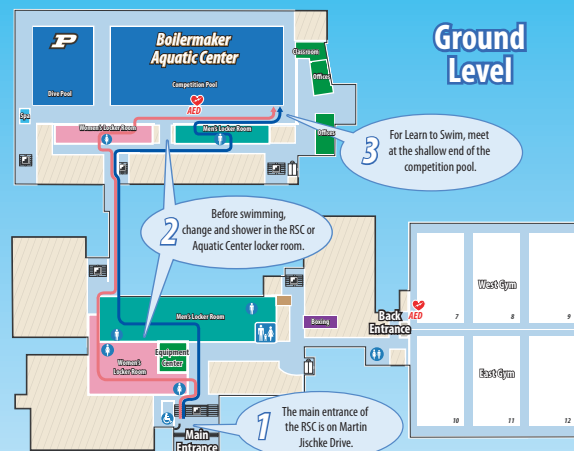 Ground
Level
P
Boilermaker
Aquatic Center
Dive Pool
Competition Pool
AED
Classroom
Offices
Offices
Spa
Women's Locker Room
Men's Locker Room
3
For Learn to Swim, meet
at the shallow end of the
competition pool.
2
Before swimming,
change and shower in the RSC or
Aquatic Center locker room.
Men's Locker Room
Boxing
Back
Entrance
AED
West Gym
7
8
9
East Gym
10
11
12
Women's
Locker Room
Equipment
Center
1
The main entrance of
the RSC is on Martin
Jischke Drive.
Main
Entrance